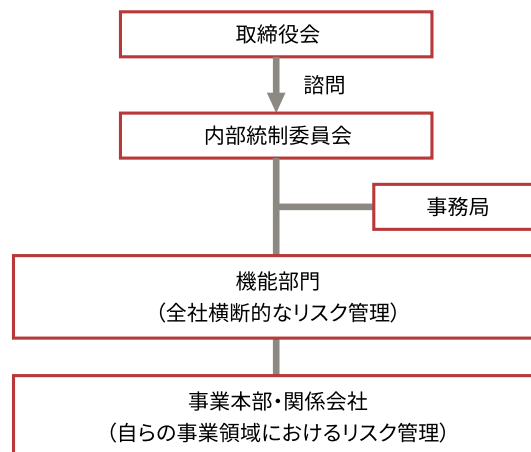 取締役会
諮問
内部統制委員会
事務局
機能部門
（全社横断的なリスク管理）
事業本部・関係会社
（自らの事業領域におけるリスク管理）